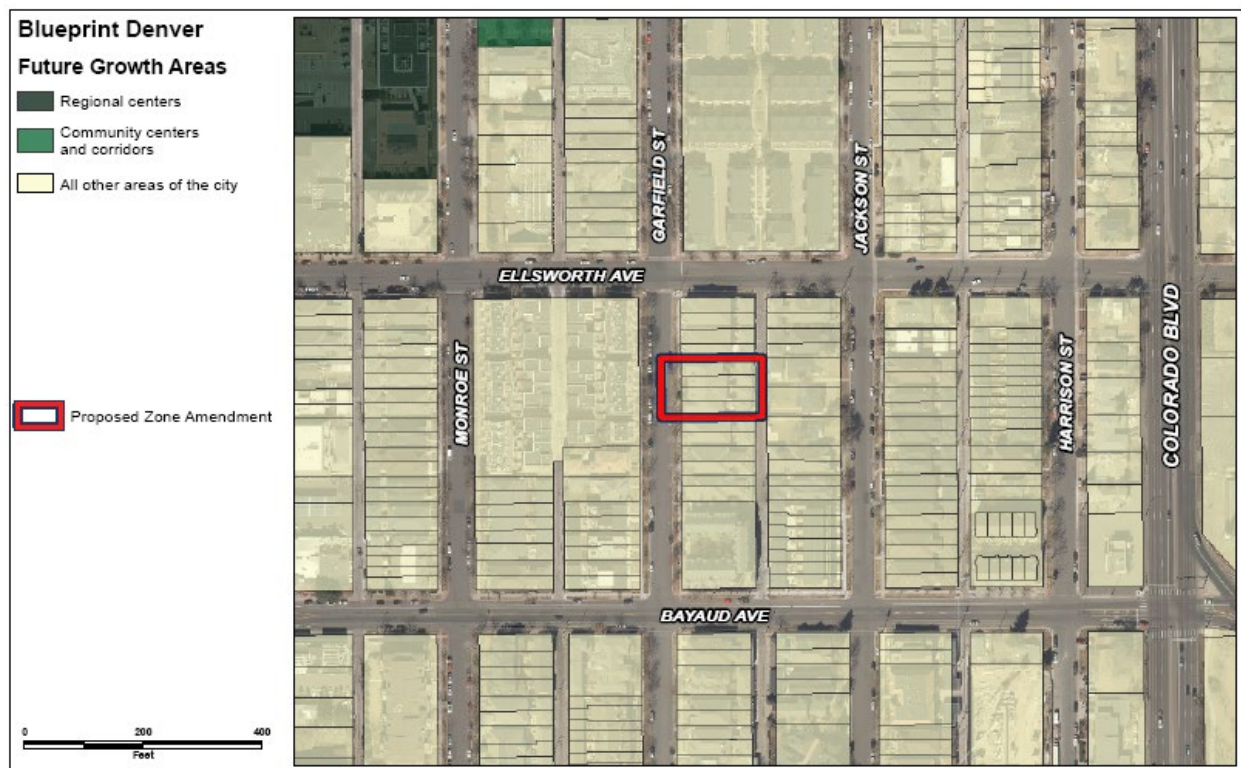 Blueprint Denver
Future Growth Areas
Regional centers
Community centers
and corridors
All other areas of the city
Proposed Zone Amendment
0 200 400
Feet
GARFIELD ST
JACKSON ST
ELLSWORTH AVE
MONROE ST
HARRISON ST
COLORADO BLVD
BAYAUD AVE